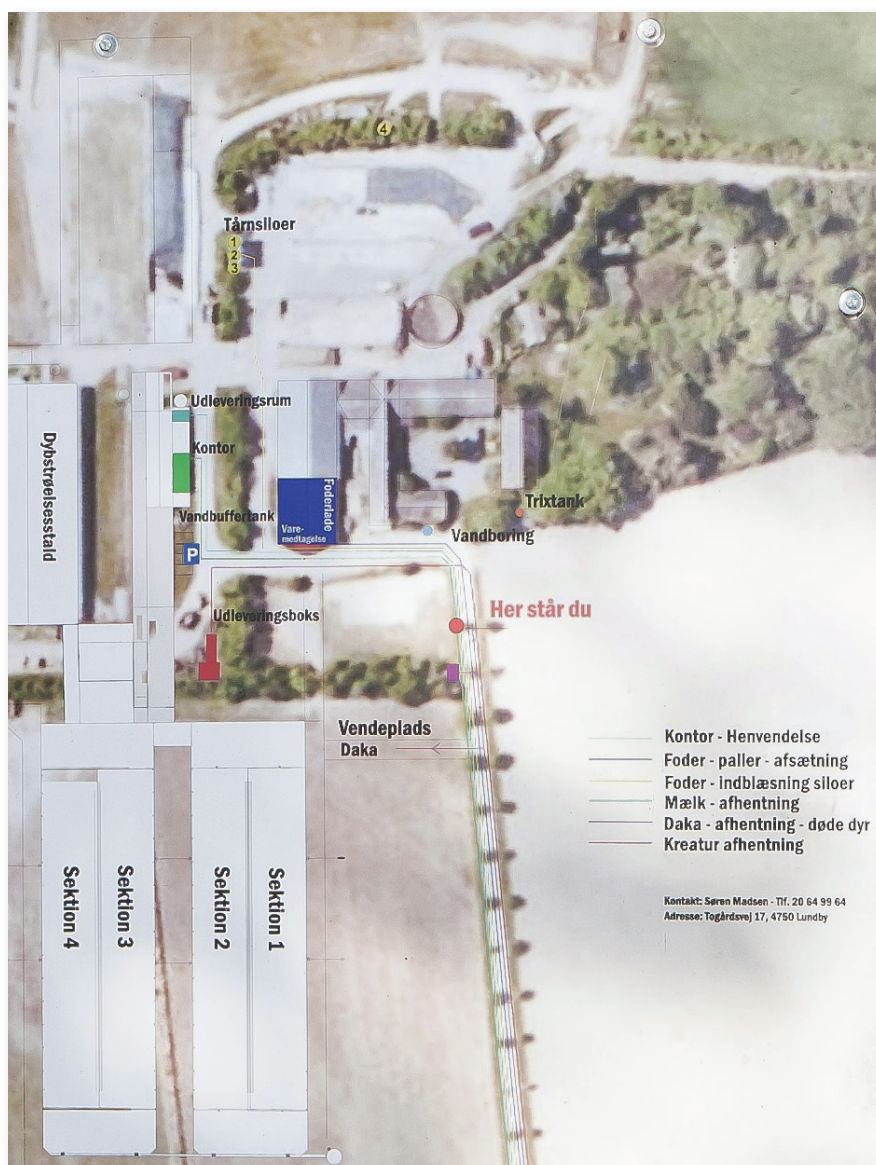 4
Tårnsiloer
1
2
3
Udleveringsrum
Kontor
Dybstrøelsesstald
Foderlade
Vare-
modtagelse
Vandbuffertank
Trixtank
Vandboring
P
Her står du
Udleveringsboks
Vendeplads
Daka
Kontor - Henvendelse
Foder - paller - afsætning
Foder - indblæsning siloer
Mælk - afhentning
Daka - afhentning - døde dyr
Kreatur afhentning
Sektion 4
Sektion 3
Sektion 2
Sektion 1
Kontakt: Søren Madsen - Tlf. 20 64 99 64
Adresse: Togårdsvej 17, 4750 Lundby